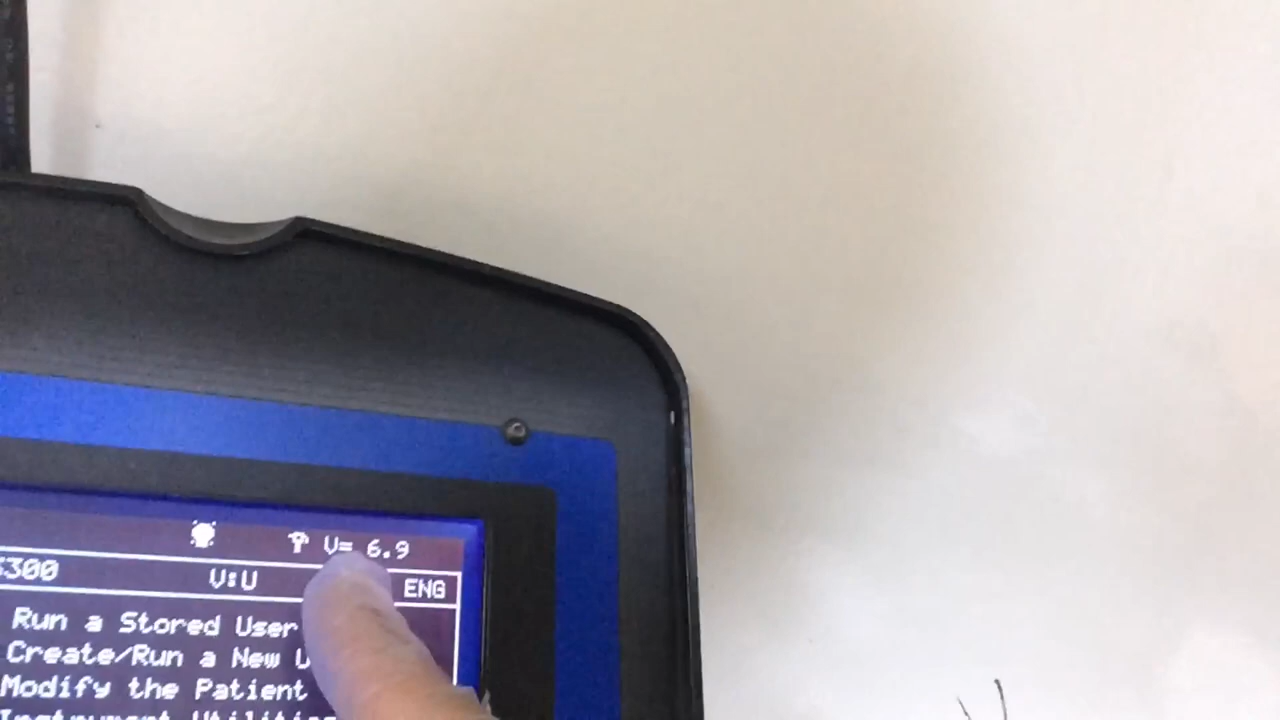 V= 6.9
300 V:U ENG
Run a Stored User
Create/Run a New
Modify the Patient